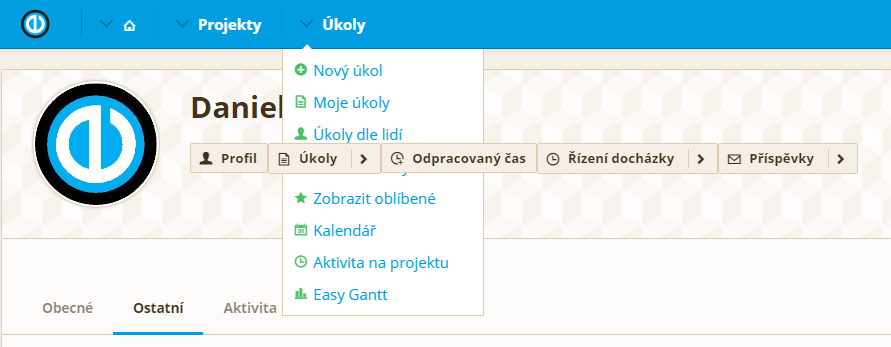 Projekty
Úkoly
Nový úkol
Moje úkoly
Úkoly dle lidí
Daniel
Profil
Úkoly
Odpracovaný čas
Řízení docházky
Příspěvky
Zobrazit oblíbené
Kalendář
Aktivita na projektu
Easy Gantt
Obecné
Ostatní
Aktivita